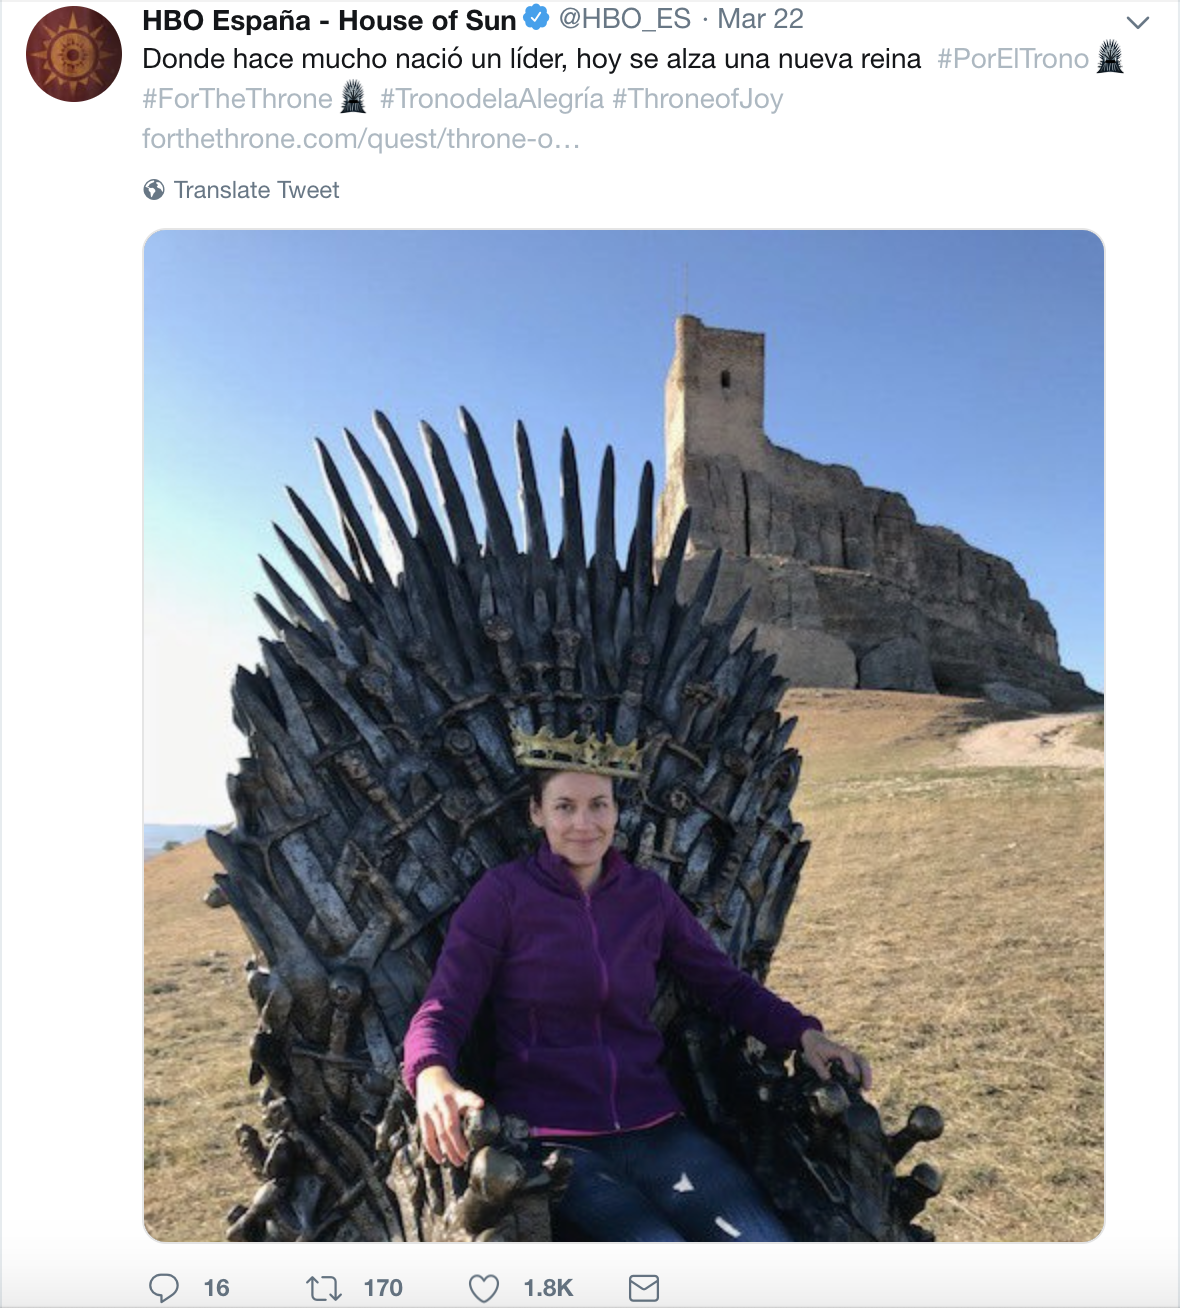 HBO España - House of Sun @HBO_ES · Mar 22
Donde hace mucho nació un líder, hoy se alza una nueva reina #PorElTrono
#ForTheThrone #TronodelaAlegría #ThroneofJoy
forthethrone.com/quest/throne-o...
Translate Tweet
16 170 1.8K